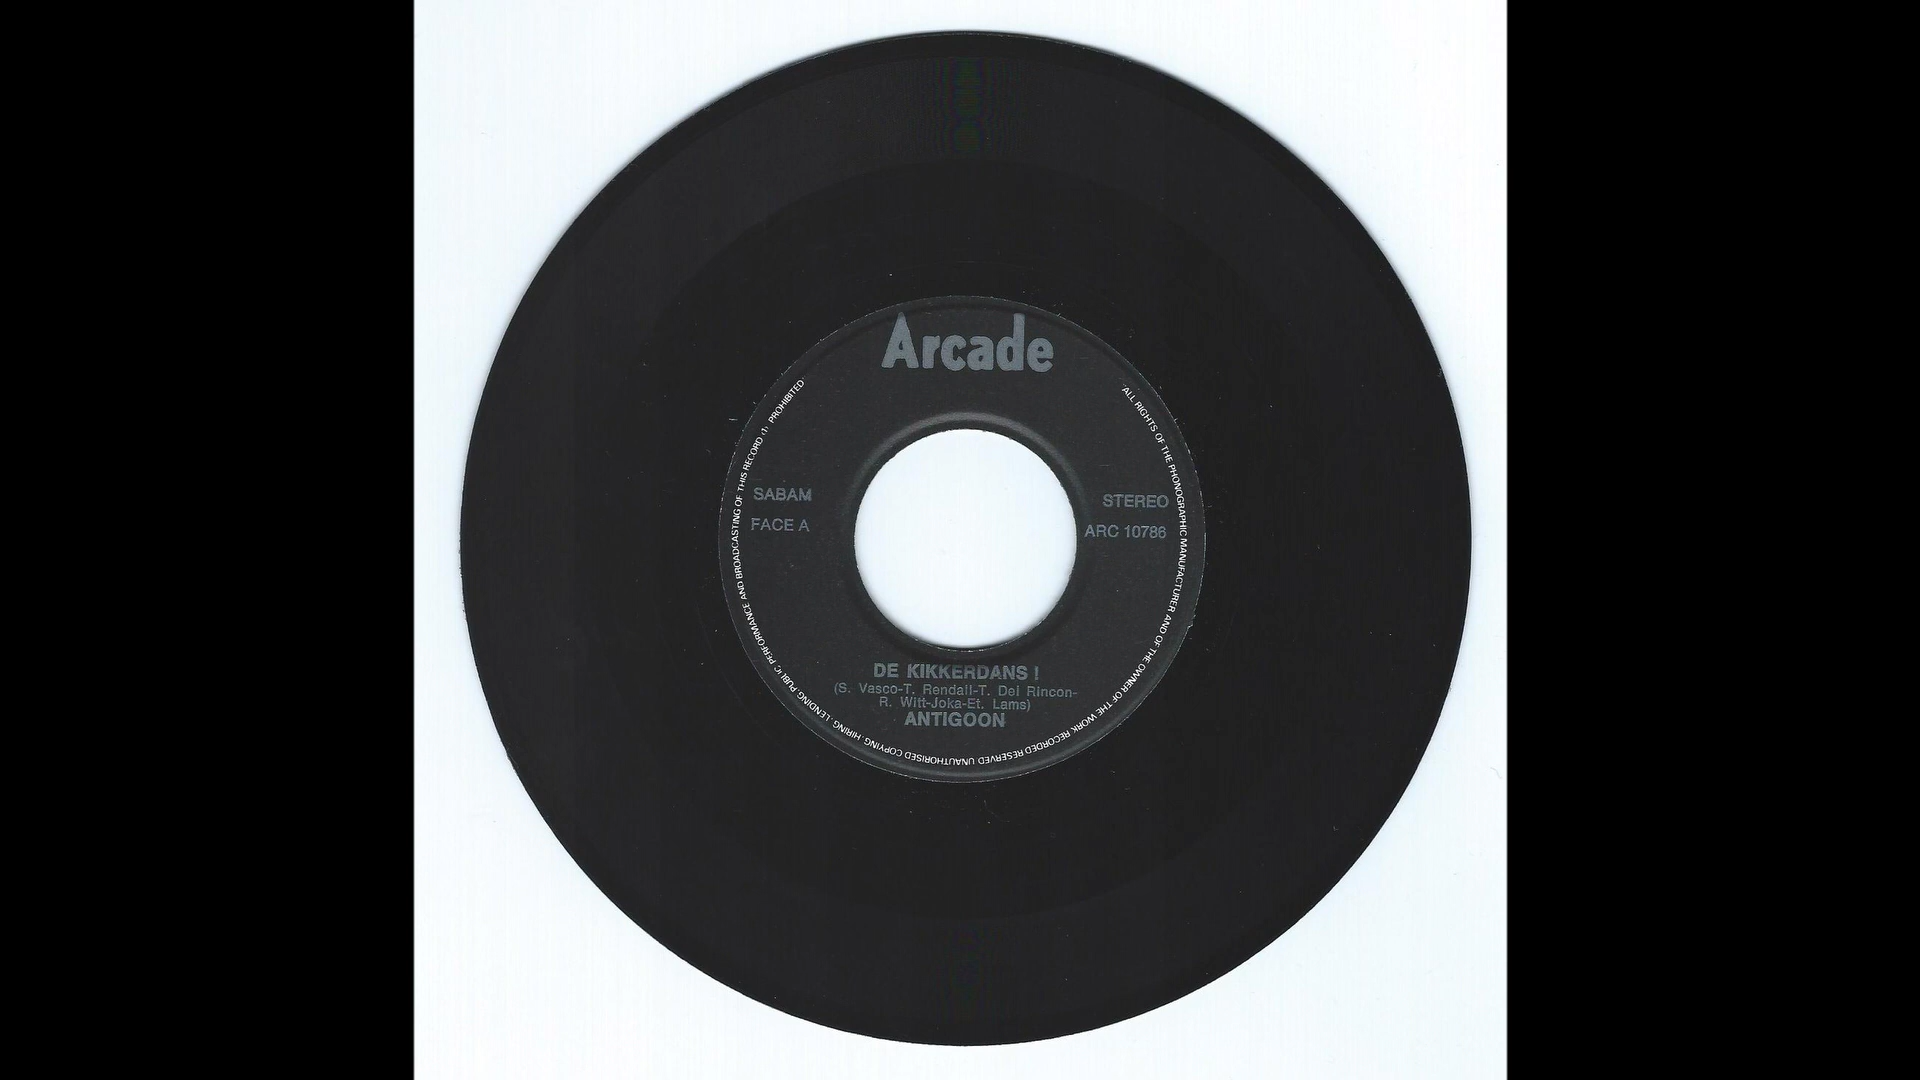 Arcade
SABAM
FACE A
STEREO
ARC 10786
DE KIKKERDANS !
(S. Vasco-T. Rendall-T. Del Rincon-
R. Witt-Joka-Et. Lams)
ANTIGOON
ALL RIGHTS OF THE PHONOGRAPHIC MANUFACTURER AND OF THE OWNER OF THE WORK RECORDED RESERVED UNAUTHORISED COPYING HIRING LENDING PUBLIC PERFORMANCE AND BROADCASTING OF THIS RECORD (1) PROHIBITED